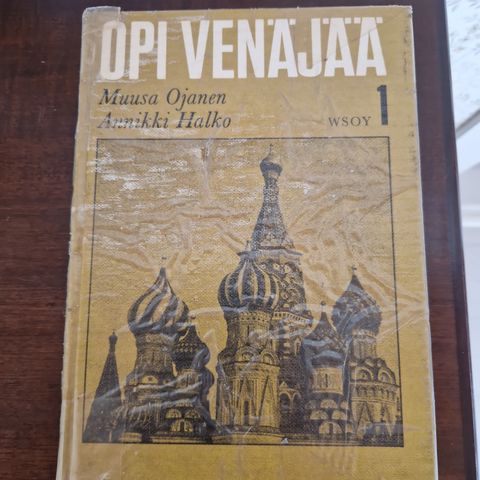 OPI VENÄJÄÄ
Muusa Ojanen
Annikki Halko
WSOY 1